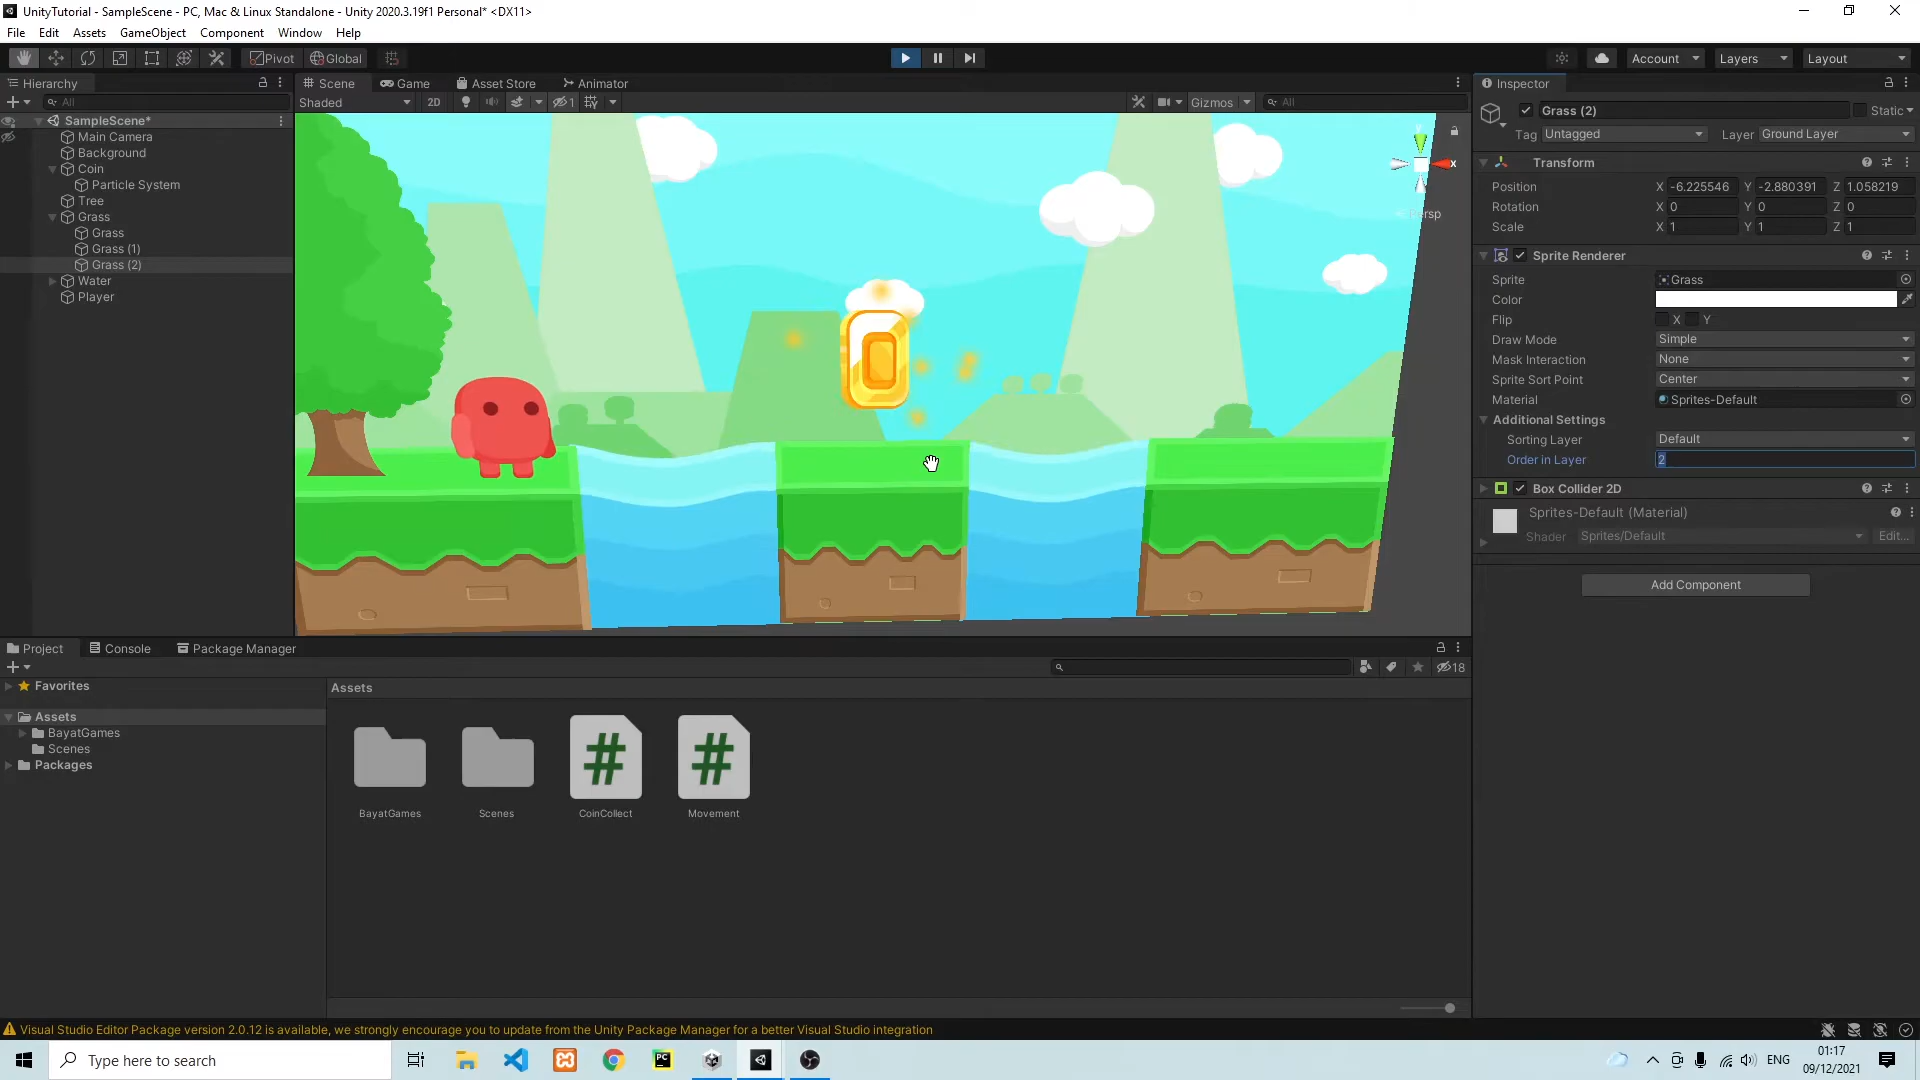 UnityTutorial - SampleScene - PC, Mac & Linux Standalone - Unity 2020.3.19f1 Personal* <DX11>
File Edit Assets GameObject Component Window Help
Pivot Global Account Layers Layout
Hierarchy
All
SampleScene*
Main Camera
Background
Coin
Particle System
Tree
Grass
Grass
Grass (1)
Grass (2)
Water
Player
Scene Game Asset Store Animator
Shaded 2D 1 Gizmos All
x
Persp
Inspector
Grass (2) Static
Tag Untagged Layer Ground Layer
Transform
Position X -6.225546 Y -2.880391 Z 1.058219
Rotation X 0 Y 0 Z 0
Scale X 1 Y 1 Z 1
Sprite Renderer
Sprite Grass
Color
Flip X Y
Draw Mode Simple
Mask Interaction None
Sprite Sort Point Center
Material Sprites-Default
Additional Settings
Sorting Layer Default
Order in Layer 2
Box Collider 2D
Sprites-Default (Material)
Shader Sprites/Default Edit...
Add Component
Project Console Package Manager
18
Favorites
Assets
BayatGames
Scenes
Packages
Assets
BayatGames Scenes CoinCollect Movement
Visual Studio Editor Package version 2.0.12 is available, we strongly encourage you to update from the Unity Package Manager for a better Visual Studio integration
Type here to search
PC
ENG
01:17
09/12/2021